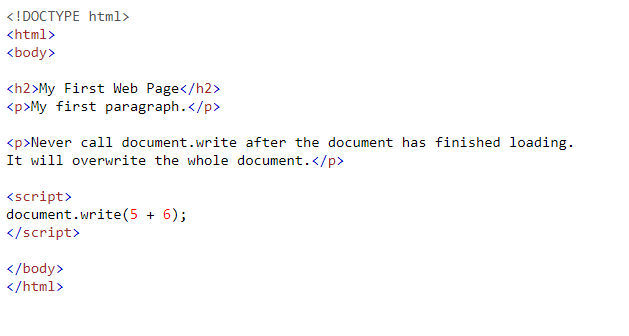 <!DOCTYPE html>
<html>
<body>
<h2>My First Web Page</h2>
<p>My first paragraph.</p>
<p>Never call document.write after the document has finished loading.
It will overwrite the whole document.</p>
<script>
document.write(5 + 6);
</script>
</body>
</html>